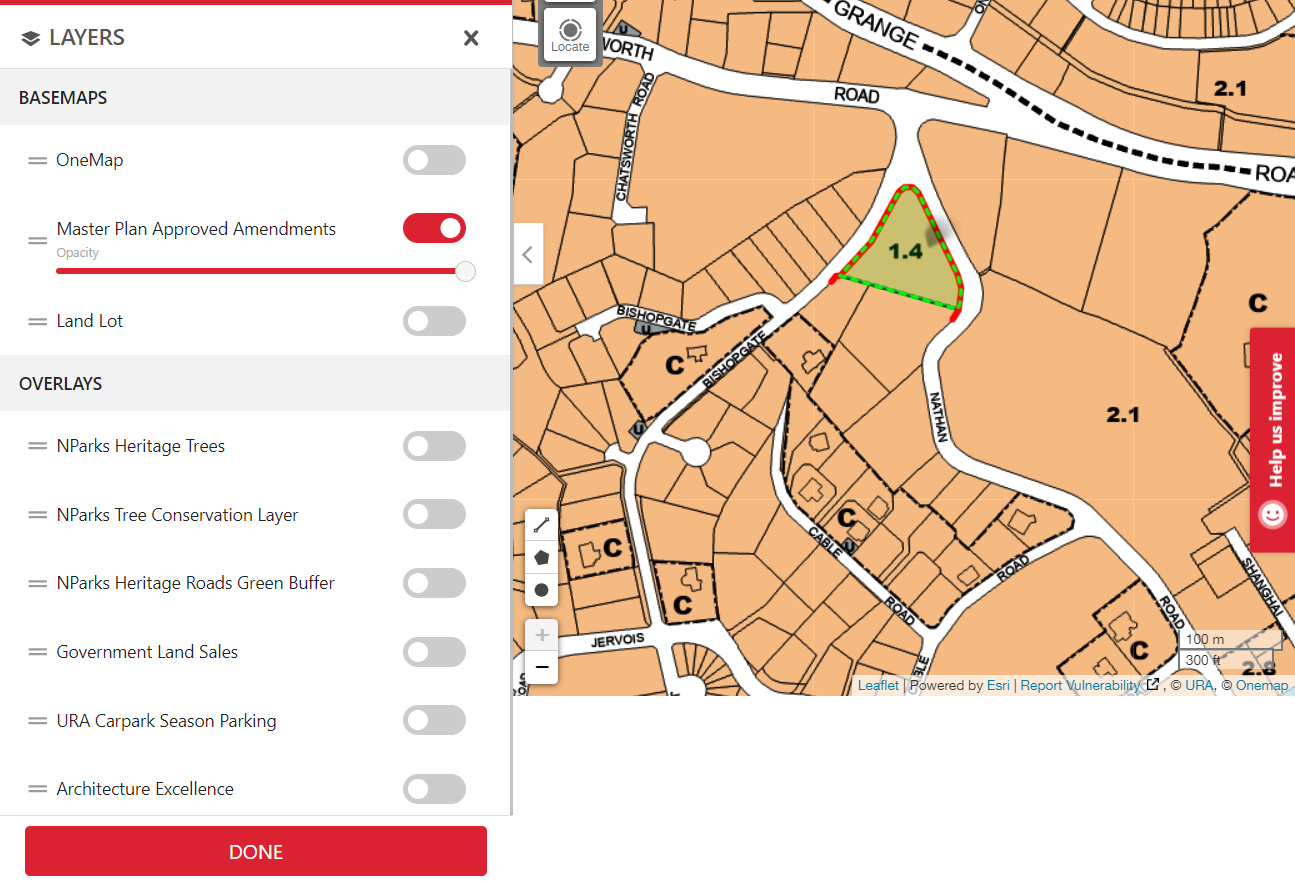 LAYERS
BASEMAPS
OneMap
Master Plan Approved Amendments
Opacity
Land Lot
OVERLAYS
NParks Heritage Trees
NParks Tree Conservation Layer
NParks Heritage Roads Green Buffer
Government Land Sales
URA Carpark Season Parking
Architecture Excellence
DONE
Locate
U
WORTH
ROAD
GRANGE
ROA
2.1
CHATSWORTH ROAD
1.4
BISHOPGATE
U
C
BISHOPGATE
U
NATHAN
2.1
C
Help us improve
C
C
CABLE
U
C
ROAD
ROAD
ROAD
SHANGHAI
JERVOIS
C
+
−
100 m
300 ft
2.8
Leaflet | Powered by Esri | Report Vulnerability , © URA, © Onemap